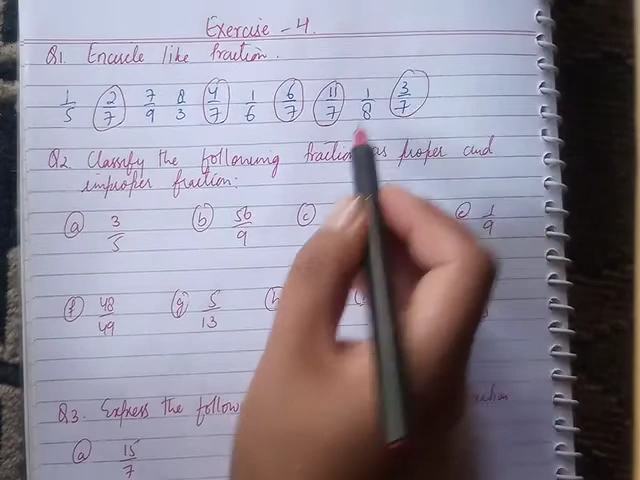 Exercise - 4.
Q1. Encircle like fraction.
1/5 2/7 7/9 8/3 4/7 1/6 6/7 11/7 1/8 3/7
Q2. Classify the following fraction as proper and
improper fraction:
(a) 3/5 (b) 56/9 (c) (e) 1/9
(f) 48/49 (g) 5/13 (h)
Q3. Express the
(a) 15/7